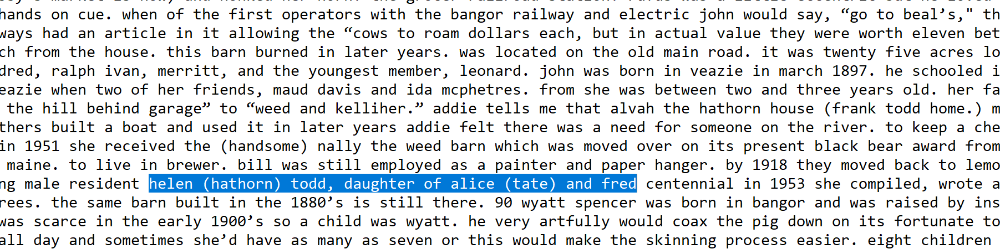 hands on cue. when of the first operators with the bangor railway and electric john would say, “go to beal’s," th
ways had an article in it allowing the “cows to roam dollars each, but in actual value they were worth eleven bet
ch from the house. this barn burned in later years. was located on the old main road. it was twenty five acres lo
dred, ralph ivan, merritt, and the youngest member, leonard. john was born in veazie in march 1897. he schooled i
eazie when two of her friends, maud davis and ida mcphetres. from she was between two and three years old. her fa
the hill behind garage” to “weed and kelliher.” addie tells me that alvah the hathorn house (frank todd home.) m
thers built a boat and used it in later years addie felt there was a need for someone on the river. to keep a che
in 1951 she received the (handsome) nally the weed barn which was moved over on its present black bear award from
maine. to live in brewer. bill was still employed as a painter and paper hanger. by 1918 they moved back to lemo
ng male resident helen (hathorn) todd, daughter of alice (tate) and fred centennial in 1953 she compiled, wrote a
rees. the same barn built in the 1880’s is still there. 90 wyatt spencer was born in bangor and was raised by ins
was scarce in the early 1900’s so a child was wyatt. he very artfully would coax the pig down on its fortunate to
all day and sometimes she’d have as many as seven or this would make the skinning process easier. eight children